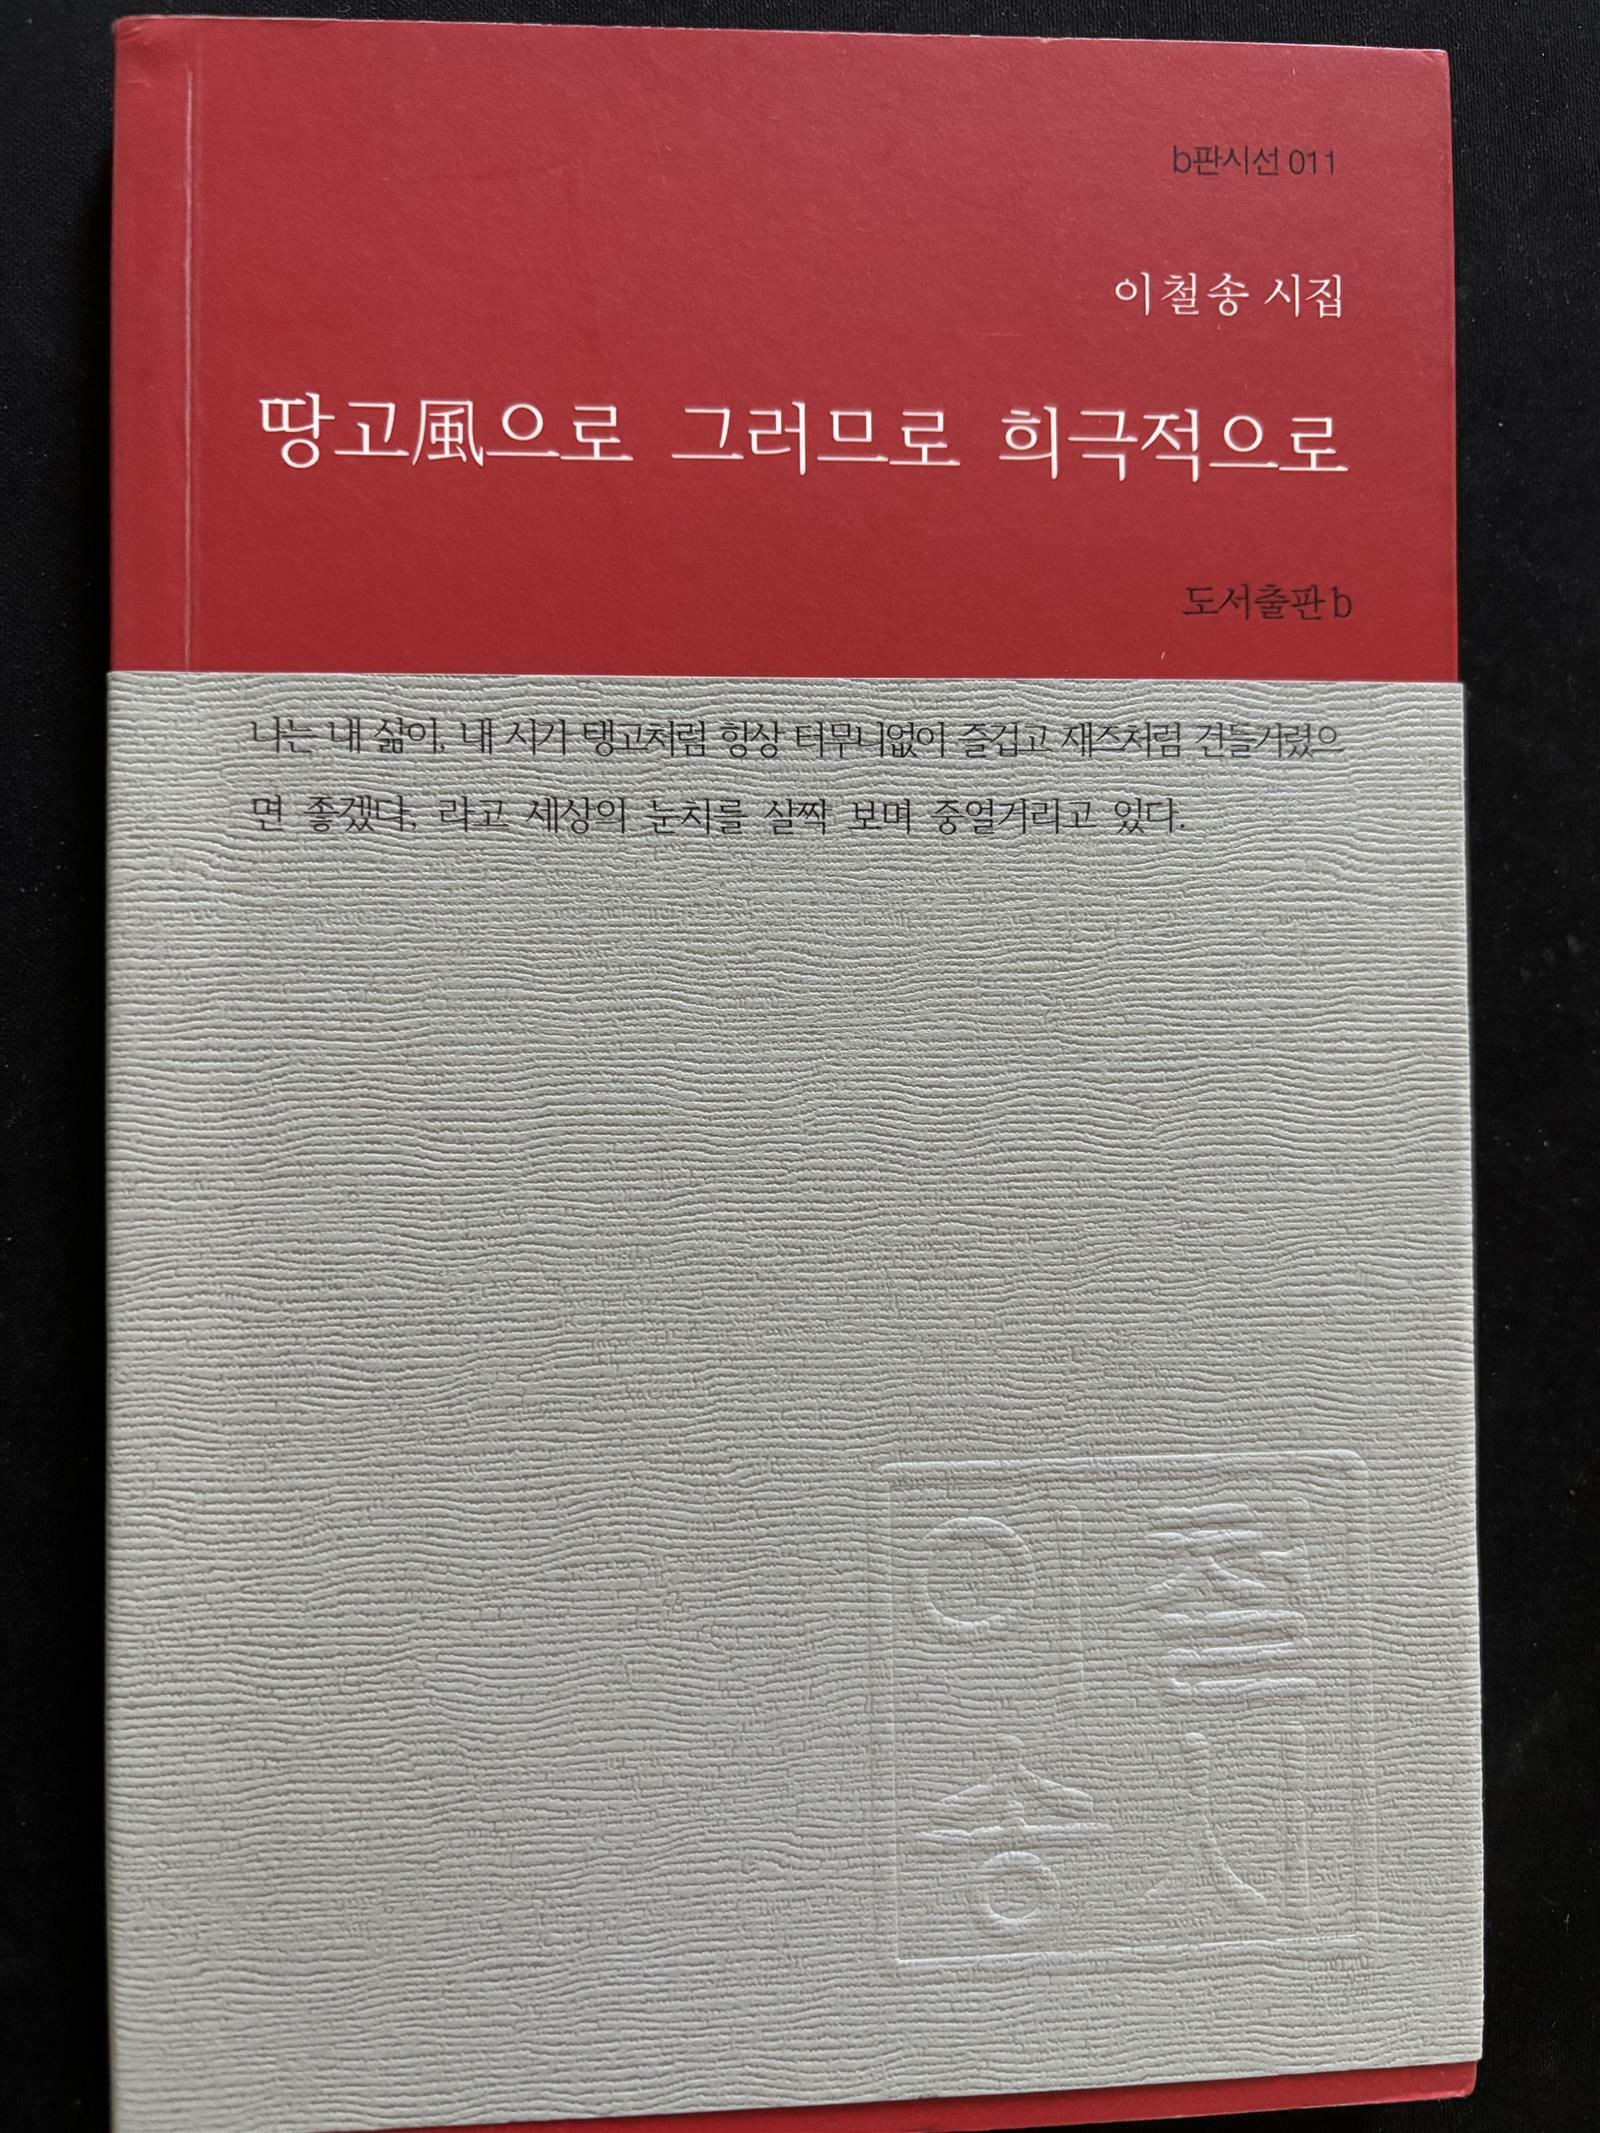 b판시선 011
이철송 시집
땅고風으로 그러므로 희극적으로
도서출판 b
나는 내 삶이, 내 시가 탱고처럼 항상 터무니없이 즐겁고 재즈처럼 건들거렸으
면 좋겠다, 라고 세상의 눈치를 살짝 보며 중얼거리고 있다.
이송